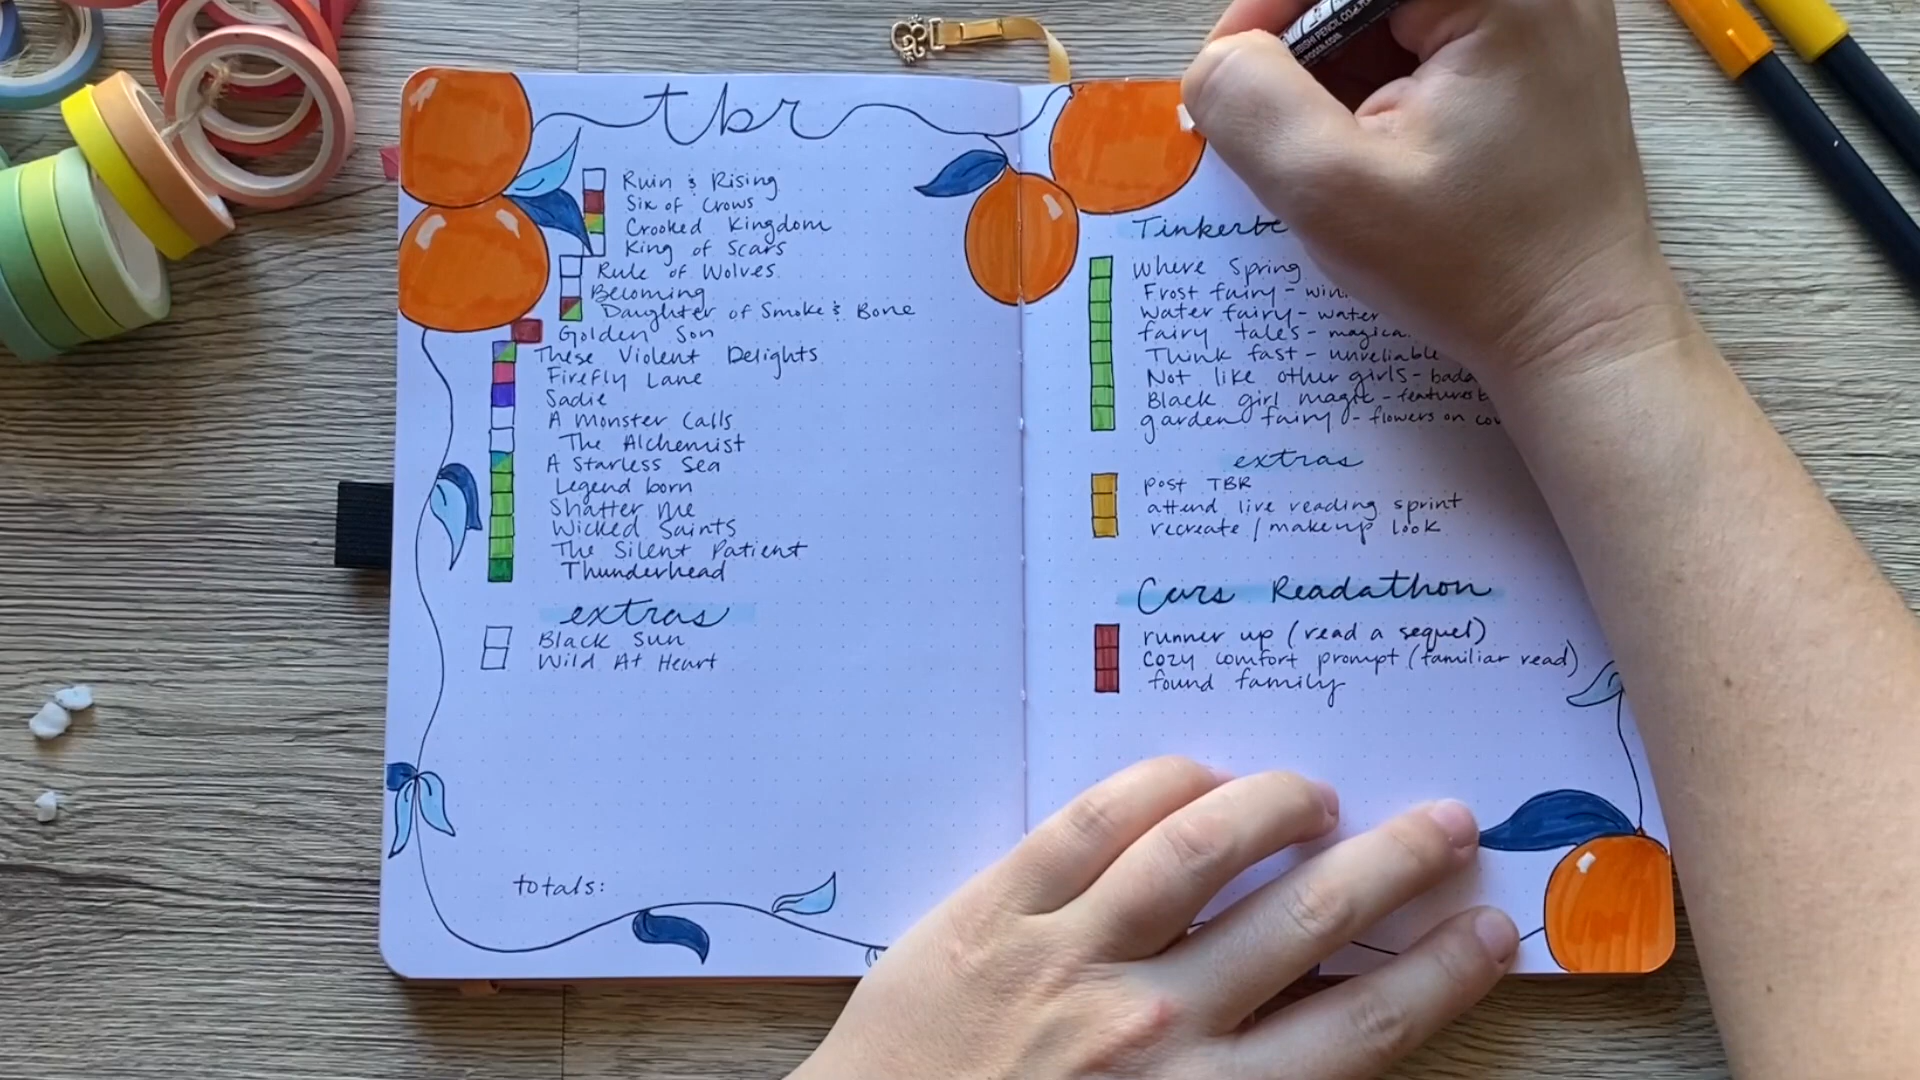 tbr
Ruin & Rising
Six of Crows
Crooked Kingdom
King of Scars
Rule of Wolves
Becoming
Daughter of Smoke & Bone
Golden Son
These Violent Delights
Firefly Lane
Sadie
A Monster Calls
The Alchemist
A Starless Sea
Legend born
Shatter Me
Wicked Saints
The Silent Patient
Thunderhead
extras
Black Sun
Wild At Heart
totals:
Where Spring
Frost fairy -
Water fairy - water
fairy tales -
Think fast - unreliable
Not like other girls -
Black girl magic - features
garden fairy - flowers on
extras
post TBR
attend live reading sprint
recreate / makeup look
Cars Readathon
runner up (read a sequel)
cozy comfort prompt (familiar read)
found family